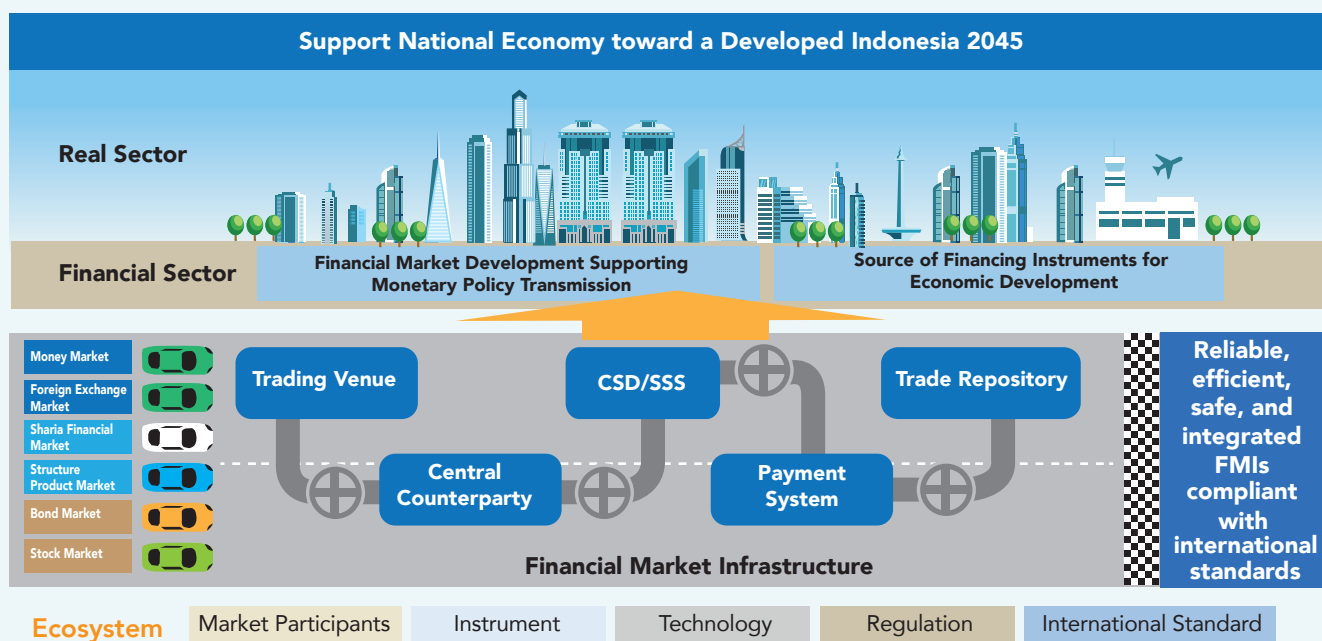 Support National Economy toward a Developed Indonesia 2045
Real Sector
Financial Sector
Financial Market Development Supporting
Monetary Policy Transmission
Source of Financing Instruments for
Economic Development
Money Market
Foreign Exchange
Market
Sharia Financial
Market
Structure
Product Market
Bond Market
Stock Market
Trading Venue
Central
Counterparty
CSD/SSS
Payment
System
Trade Repository
Financial Market Infrastructure
Reliable,
efficient,
safe, and
integrated
FMIs
compliant
with
international
standards
Ecosystem
Market Participants
Instrument
Technology
Regulation
International Standard